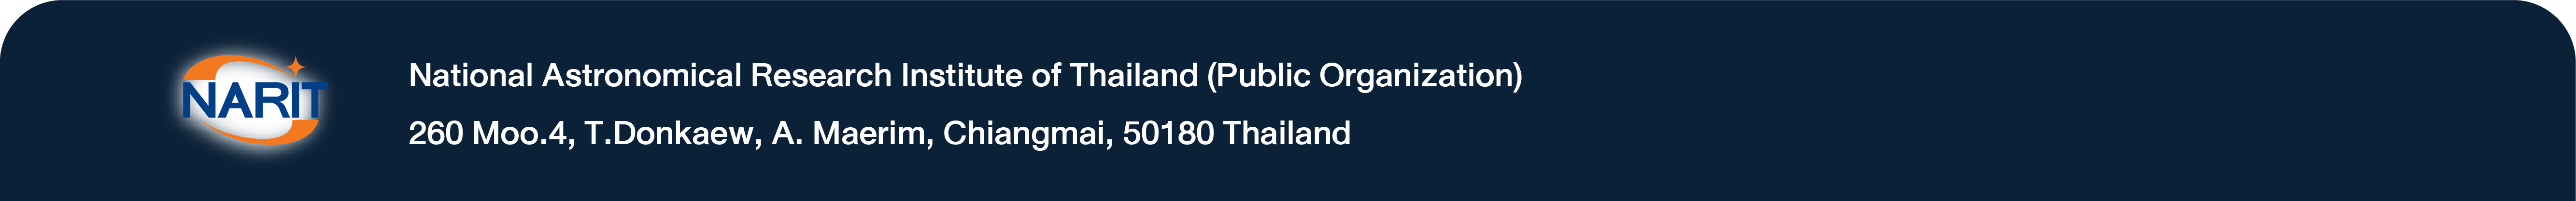 NARIT
National Astronomical Research Institute of Thailand (Public Organization)
260 Moo.4, T.Donkaew, A. Maerim, Chiangmai, 50180 Thailand